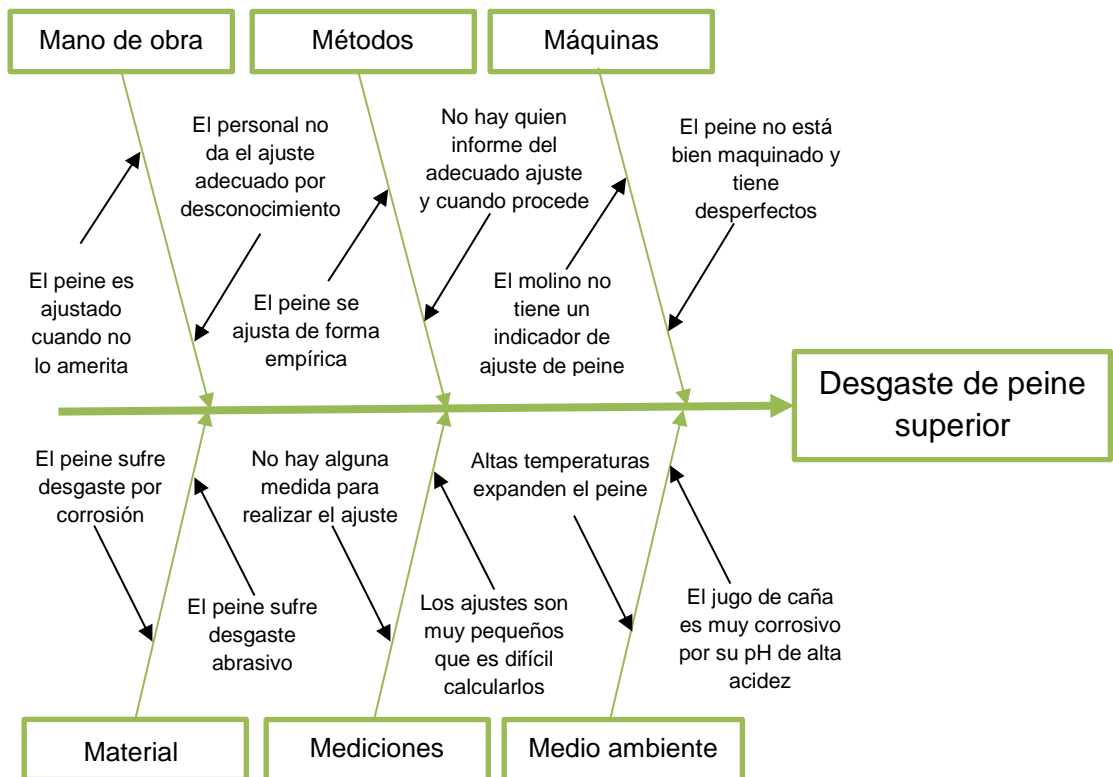 Mano de obra
Métodos
Máquinas
El personal no
da el ajuste
adecuado por
desconocimiento
No hay quien
informe del
adecuado ajuste
y cuando procede
El peine no está
bien maquinado y
tiene
desperfectos
El peine es
ajustado
cuando no
lo amerita
El peine se
ajusta de forma
empírica
El molino no
tiene un
indicador de
ajuste de peine
Desgaste de peine
superior
El peine sufre
desgaste por
corrosión
No hay alguna
medida para
realizar el ajuste
Altas temperaturas
expanden el peine
El peine sufre
desgaste
abrasivo
Los ajustes son
muy pequeños
que es difícil
calcularlos
El jugo de caña
es muy corrosivo
por su pH de alta
acidez
Material
Mediciones
Medio ambiente